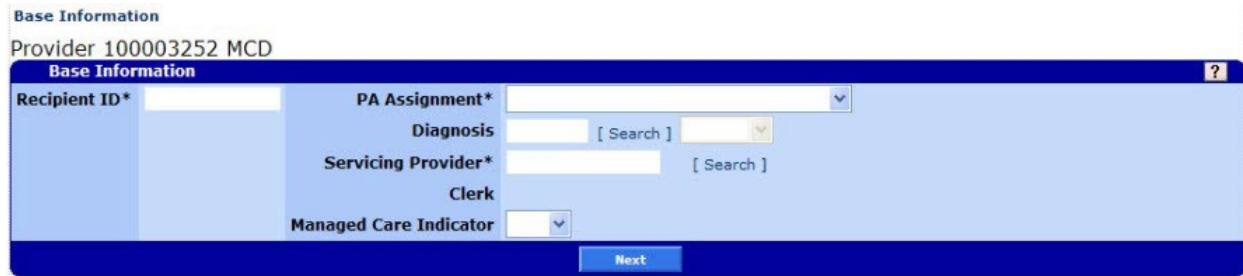 Base Information
Provider 100003252 MCD
Base Information ?
Recipient ID* PA Assignment*
Diagnosis [ Search ]
Servicing Provider* [ Search ]
Clerk
Managed Care Indicator
Next